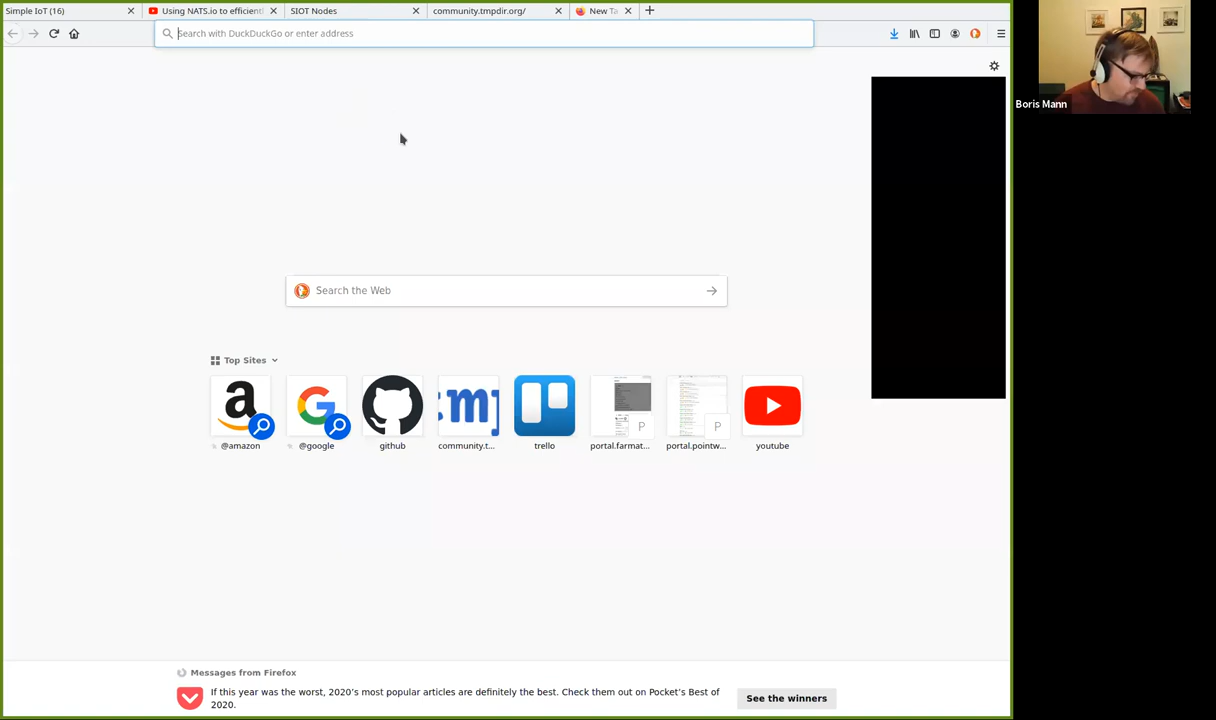 Simple IoT (16)
Using NATS.io to efficientl
SIOT Nodes
community.tmpdir.org/
New Ta
Search with DuckDuckGo or enter address
Boris Mann
Search the Web
Top Sites
@amazon
@google
github
community.t...
trello
portal.farmat...
portal.pointw...
youtube
Messages from Firefox
If this year was the worst, 2020's most popular articles are definitely the best. Check them out on Pocket's Best of
2020.
See the winners